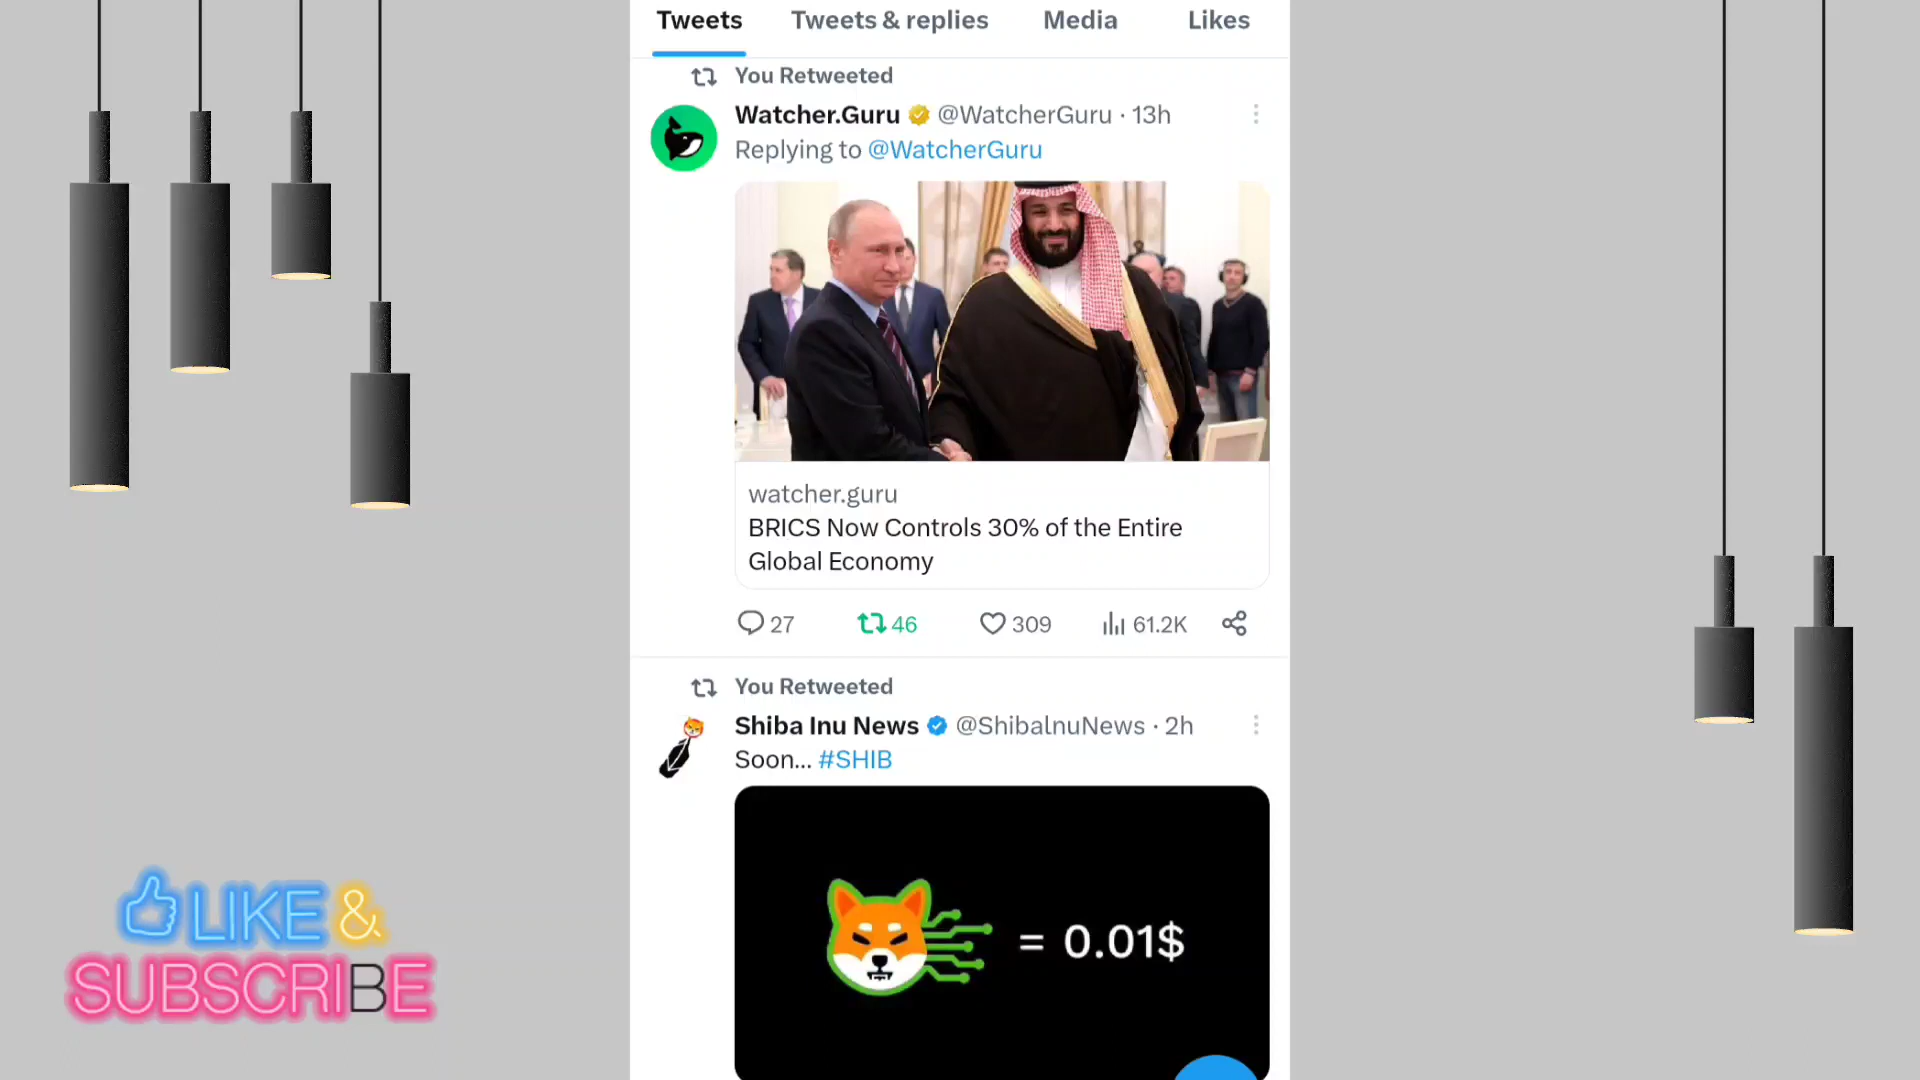 Tweets Tweets & replies Media Likes
You Retweeted
Watcher.Guru @WatcherGuru · 13h
Replying to @WatcherGuru
watcher.guru
BRICS Now Controls 30% of the Entire
Global Economy
27 46 309 61.2K
You Retweeted
Shiba Inu News @ShibaInuNews · 2h
Soon... #SHIB
= 0.01$
LIKE &
SUBSCRIBE